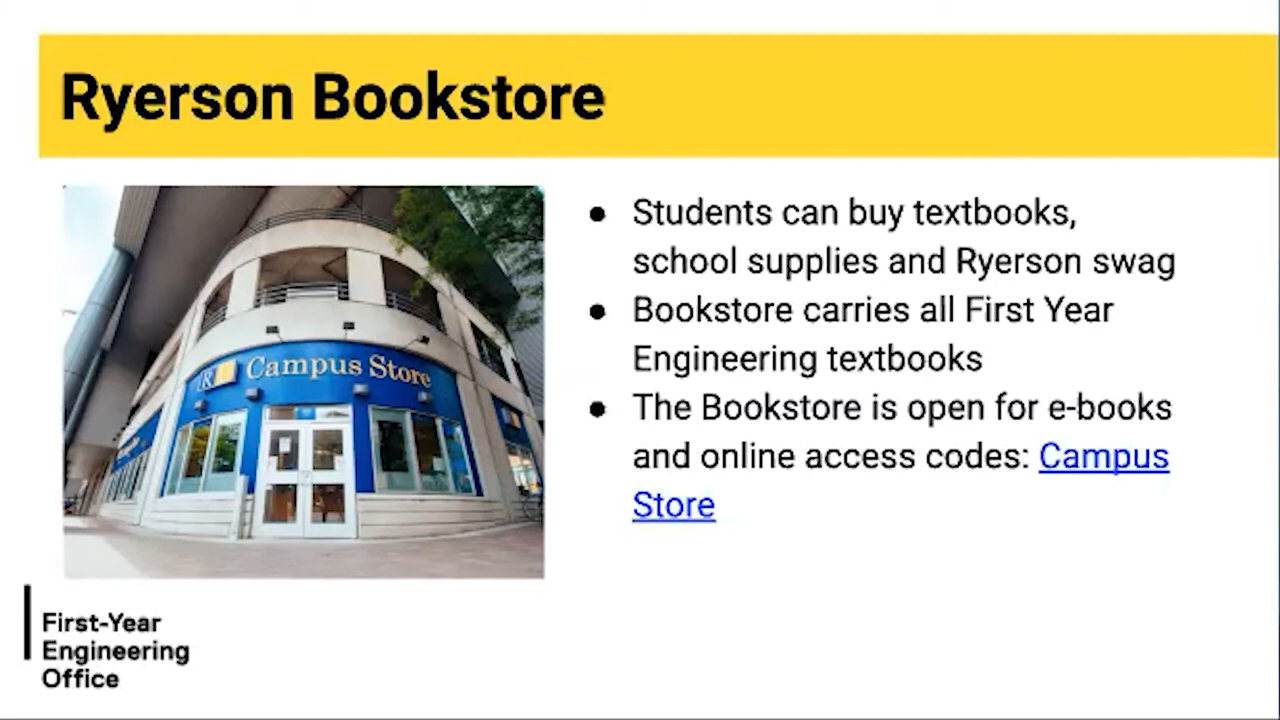 Ryerson Bookstore
Campus Store
● Students can buy textbooks,
school supplies and Ryerson swag
● Bookstore carries all First Year
Engineering textbooks
● The Bookstore is open for e-books
and online access codes: Campus
Store
First-Year
Engineering
Office